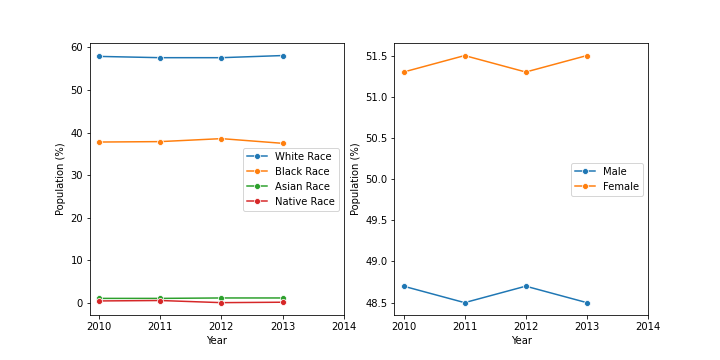 60
50
40
30
20
10
0
Population (%)
2010 2011 2012 2013 2014
Year
White Race
Black Race
Asian Race
Native Race
51.5
51.0
50.5
50.0
49.5
49.0
48.5
Population (%)
2010 2011 2012 2013 2014
Year
Male
Female